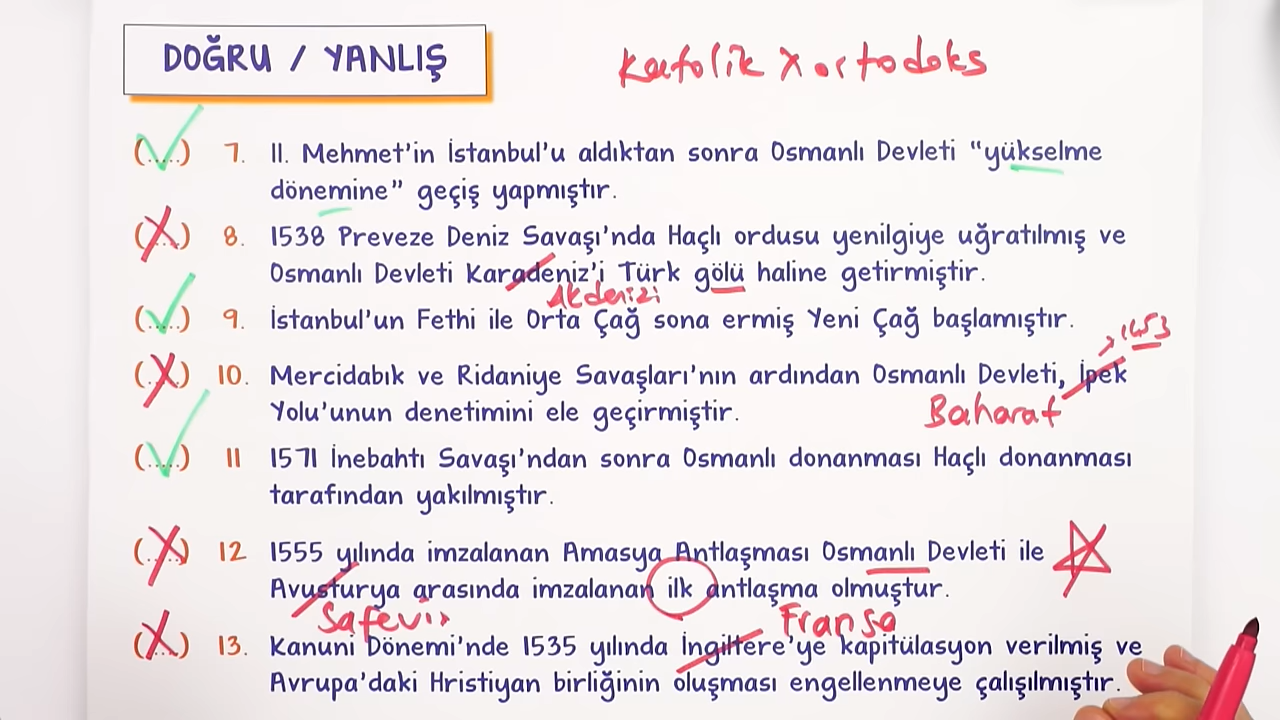 DOĞRU / YANLIŞ
Katolik X ortodoks
(.....) 7. II. Mehmet'in İstanbul'u aldıktan sonra Osmanlı Devleti "yükselme
dönemine" geçiş yapmıştır.
(.....) 8. 1538 Preveze Deniz Savaşı'nda Haçlı ordusu yenilgiye uğratılmış ve
Osmanlı Devleti Karadeniz'i Türk gölü haline getirmiştir.
Akdenizi
(.....) 9. İstanbul'un Fethi ile Orta Çağ sona ermiş Yeni Çağ başlamıştır.
1453
(.....) 10. Mercidabık ve Ridaniye Savaşları'nın ardından Osmanlı Devleti, İpek
Yolu'unun denetimini ele geçirmiştir.
Baharat
(.....) 11 1571 İnebahtı Savaşı'ndan sonra Osmanlı donanması Haçlı donanması
tarafından yakılmıştır.
(.....) 12 1555 yılında imzalanan Amasya Antlaşması Osmanlı Devleti ile
Avusturya arasında imzalanan ilk antlaşma olmuştur.
Safevi Fransa
(.....) 13. Kanuni Dönemi'nde 1535 yılında İngiltere'ye kapitülasyon verilmiş ve
Avrupa'daki Hristiyan birliğinin oluşması engellenmeye çalışılmıştır.